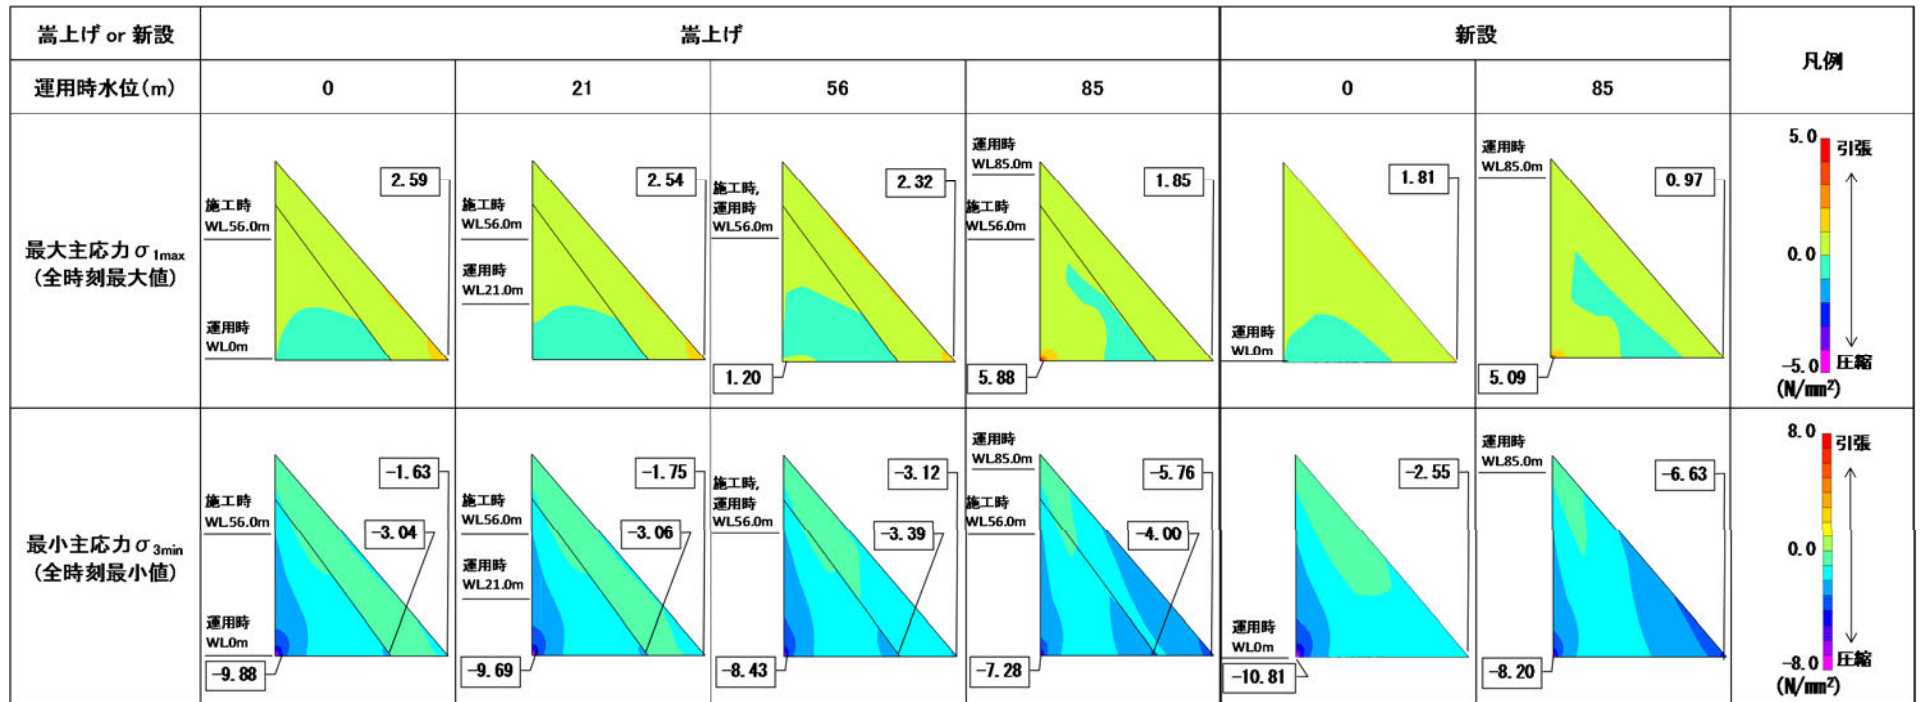 嵩上げ or 新設
嵩上げ
新設
凡例
運用時水位(m)
0
21
56
85
0
85
最大主応力σ1max
(全時刻最大値)
施工時
WL56.0m
運用時
WL0m
2.59
施工時
WL56.0m
運用時
WL21.0m
2.54
施工時,
運用時
WL56.0m
2.32
1.20
運用時
WL85.0m
施工時
WL56.0m
1.85
5.88
運用時
WL0m
1.81
運用時
WL85.0m
0.97
5.09
5.0
引張
0.0
-5.0
圧縮
(N/mm²)
最小主応力σ3min
(全時刻最小値)
施工時
WL56.0m
運用時
WL0m
-1.63
-3.04
-9.88
施工時
WL56.0m
運用時
WL21.0m
-1.75
-3.06
-9.69
施工時,
運用時
WL56.0m
-3.12
-3.39
-8.43
運用時
WL85.0m
施工時
WL56.0m
-5.76
-4.00
-7.28
運用時
WL0m
-2.55
-10.81
運用時
WL85.0m
-6.63
-8.20
8.0
引張
0.0
-8.0
圧縮
(N/mm²)